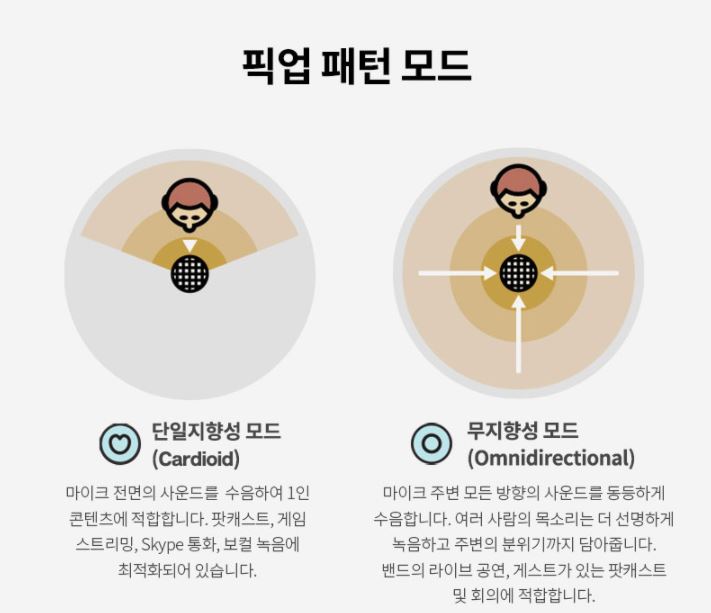 픽업 패턴 모드
단일지향성 모드
(Cardioid)
마이크 전면의 사운드를 수음하여 1인
콘텐츠에 적합합니다. 팟캐스트, 게임
스트리밍, Skype 통화, 보컬 녹음에
최적화되어 있습니다.
무지향성 모드
(Omnidirectional)
마이크 주변 모든 방향의 사운드를 동등하게
수음합니다. 여러 사람의 목소리는 더 선명하게
녹음하고 주변의 분위기까지 담아줍니다.
밴드의 라이브 공연, 게스트가 있는 팟캐스트
및 회의에 적합합니다.